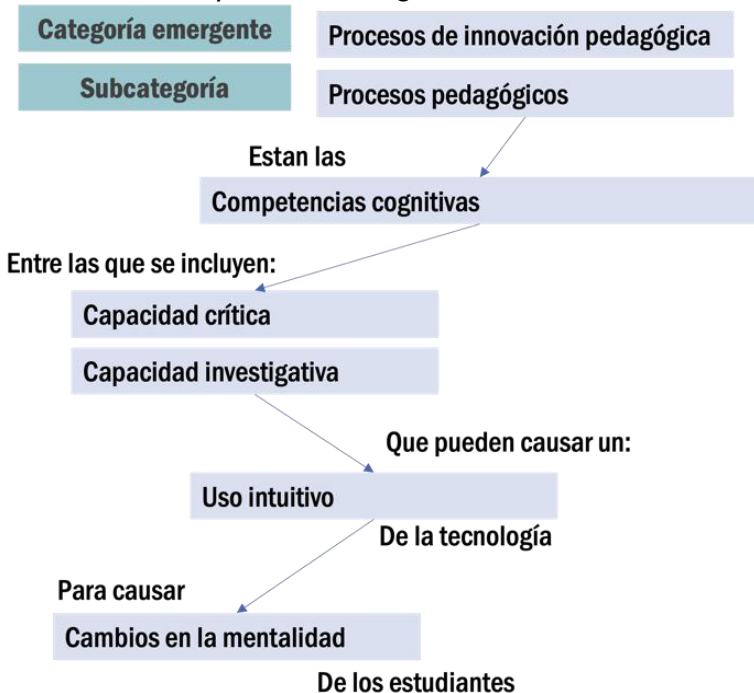 Categoría emergente
Procesos de innovación pedagógica
Subcategoría
Procesos pedagógicos
Estan las
Competencias cognitivas
Entre las que se incluyen:
Capacidad crítica
Capacidad investigativa
Que pueden causar un:
Uso intuitivo
De la tecnología
Para causar
Cambios en la mentalidad
De los estudiantes